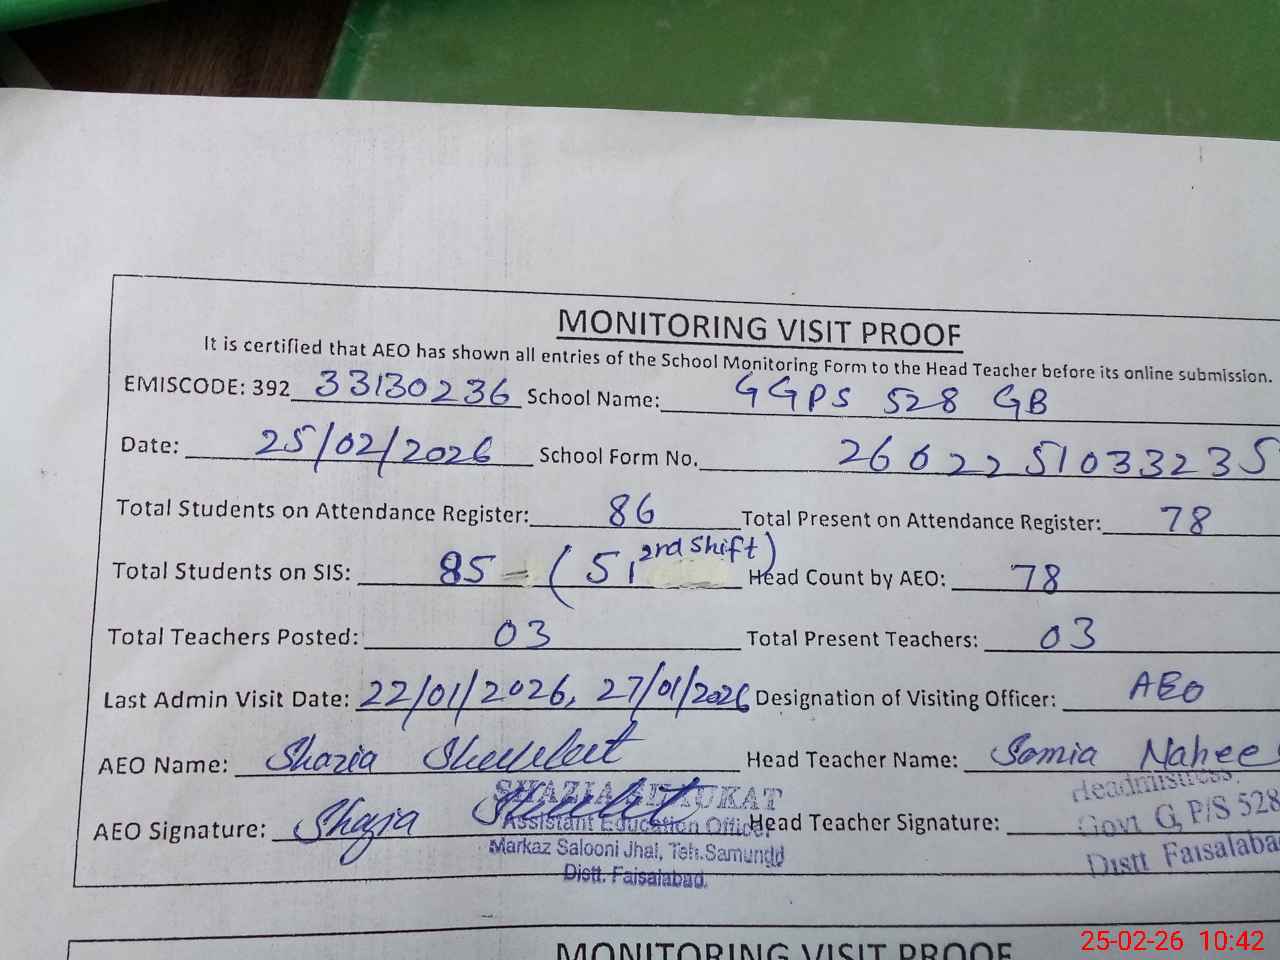 MONITORING VISIT PROOF
It is certified that AEO has shown all entries of the School Monitoring Form to the Head Teacher before its online submission.
EMISCODE: 392 33130236 School Name: GGPS 528 GB
Date: 25/02/2026 School Form No. 2602251033235
Total Students on Attendance Register: 86 Total Present on Attendance Register: 78
Total Students on SIS: 85 = (51 2nd Shift) Head Count by AEO: 78
Total Teachers Posted: 03 Total Present Teachers: 03
Last Admin Visit Date: 22/01/2026, 27/01/2026 Designation of Visiting Officer: AEO
AEO Name: Shazia Shaukat Head Teacher Name: Somia Nahee
AEO Signature: Shazia Shaukat Head Teacher Signature:
SHAZIA SHAUKAT
Assistant Education Officer
Markaz Salooni Jhal, Teh. Samundd
Distt. Faisalabad.
Headmistress
Govt G, P/S 528
Distt Faisalaba
MONITORING VISIT PROOF
25-02-26 10:42